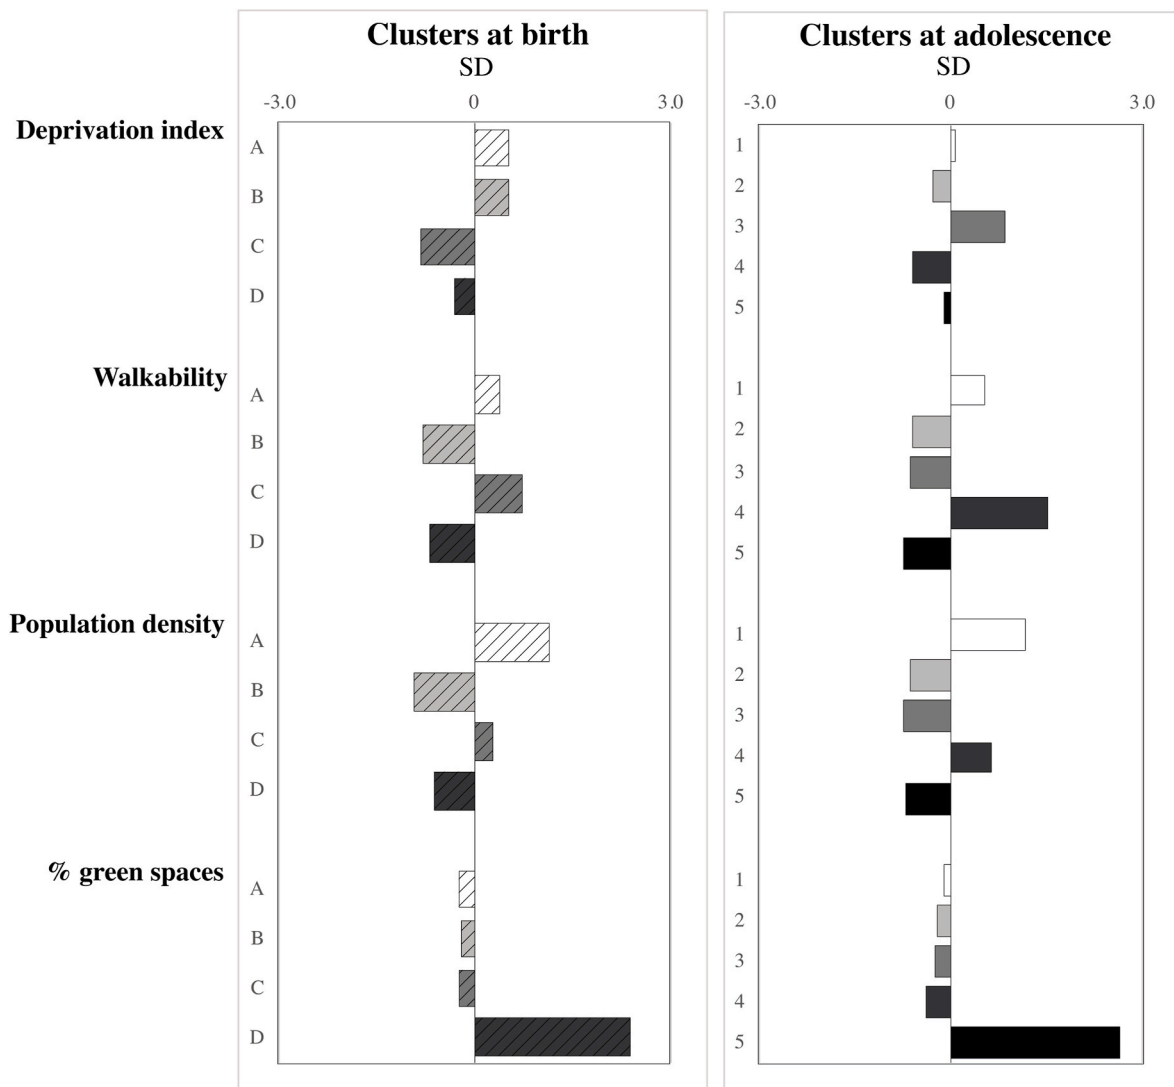 Clusters at birth
SD
-3.0 0 3.0
Clusters at adolescence
SD
-3.0 0 3.0
Deprivation index
A
B
C
D
1
2
3
4
5
Walkability
A
B
C
D
1
2
3
4
5
Population density
A
B
C
D
1
2
3
4
5
% green spaces
A
B
C
D
1
2
3
4
5